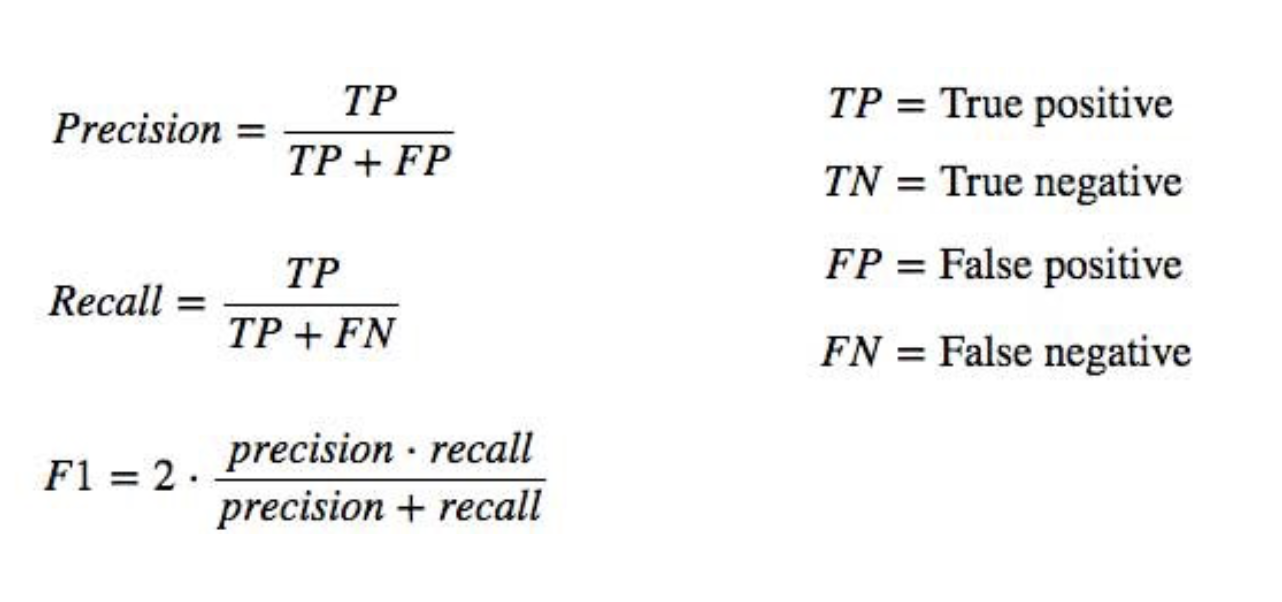 Precision = TP / (TP + FP)
Recall = TP / (TP + FN)
F1 = 2 · (precision · recall) / (precision + recall)
TP = True positive
TN = True negative
FP = False positive
FN = False negative